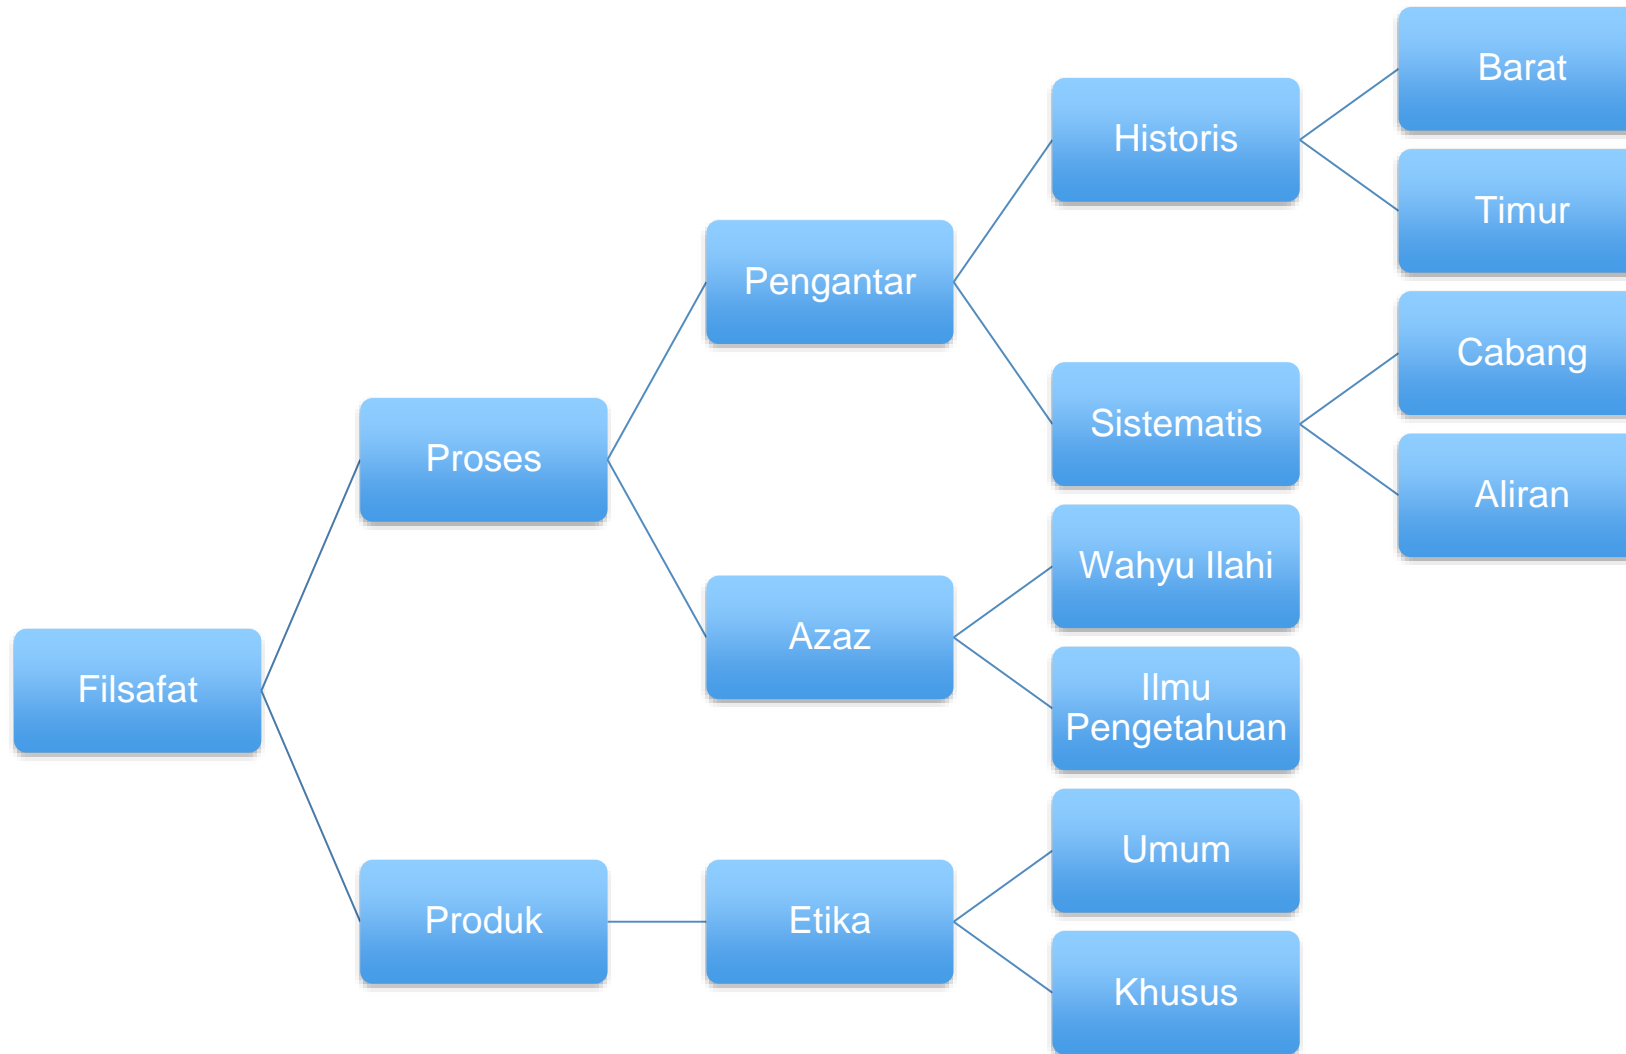 Filsafat
Proses
Pengantar
Historis
Barat
Timur
Sistematis
Cabang
Aliran
Azaz
Wahyu Ilahi
Ilmu
Pengetahuan
Produk
Etika
Umum
Khusus